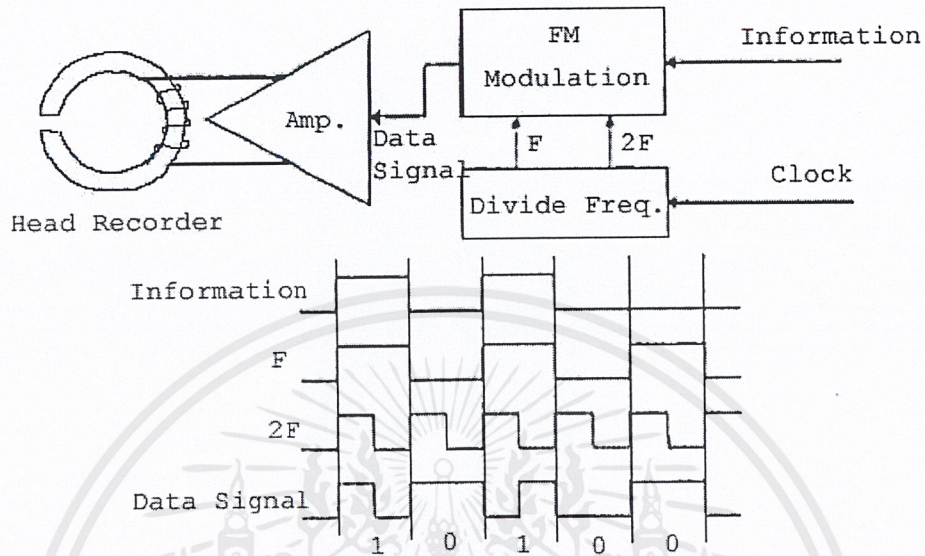 FM
Modulation
Information
Amp.
Data
Signal
F
2F
Divide Freq.
Clock
Head Recorder
Information
F
2F
Data Signal
1 0 1 0 0